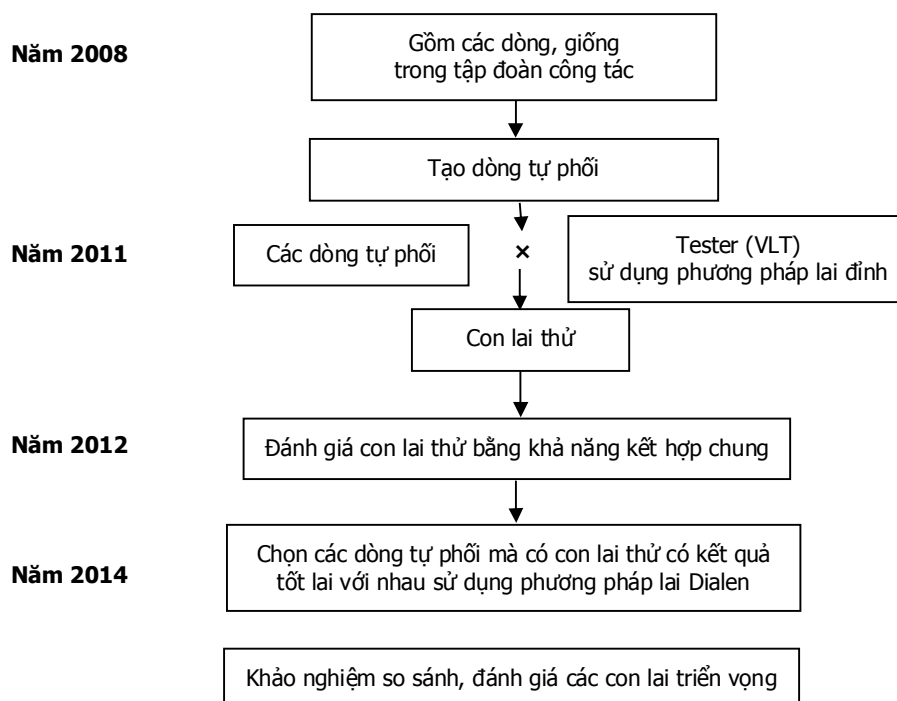 Năm 2008
Gồm các dòng, giống
trong tập đoàn công tác
Tạo dòng tự phối
Năm 2011
Các dòng tự phối
×
Tester (VLT)
sử dụng phương pháp lai đỉnh
Con lai thử
Năm 2012
Đánh giá con lai thử bằng khả năng kết hợp chung
Năm 2014
Chọn các dòng tự phối mà có con lai thử có kết quả
tốt lai với nhau sử dụng phương pháp lai Dialen
Khảo nghiệm so sánh, đánh giá các con lai triển vọng